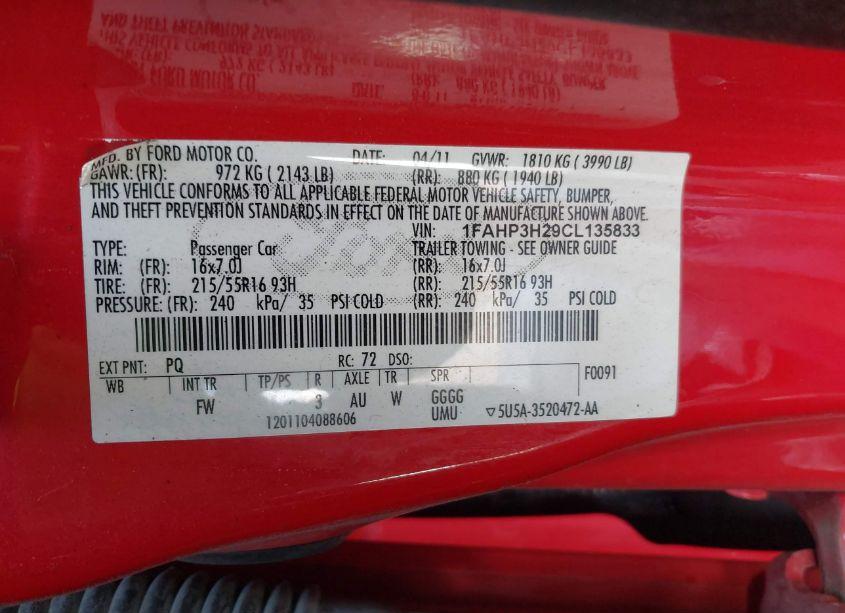 MFD. BY FORD MOTOR CO. DATE: 04/11 GVWR: 1810 KG ( 3990 LB)
GAWR: (FR): 972 KG ( 2143 LB) (RR): 880 KG ( 1940 LB)
THIS VEHICLE CONFORMS TO ALL APPLICABLE FEDERAL MOTOR VEHICLE SAFETY, BUMPER,
AND THEFT PREVENTION STANDARDS IN EFFECT ON THE DATE OF MANUFACTURE SHOWN ABOVE.
VIN: 1FAHP3H29CL135833
TYPE: Passenger Car TRAILER TOWING - SEE OWNER GUIDE
RIM: (FR): 16x7.0J (RR): 16x7.0J
TIRE: (FR): 215/55R16 93H (RR): 215/55R16 93H
PRESSURE: (FR): 240 kPa/ 35 PSI COLD (RR): 240 kPa/ 35 PSI COLD
EXT PNT: PQ RC: 72 DSO: F0091
WB INT TR TP/PS R AXLE TR SPR
FW 3 AU W GGGG
1201104088606 UMU ▽5U5A-3520472-AA